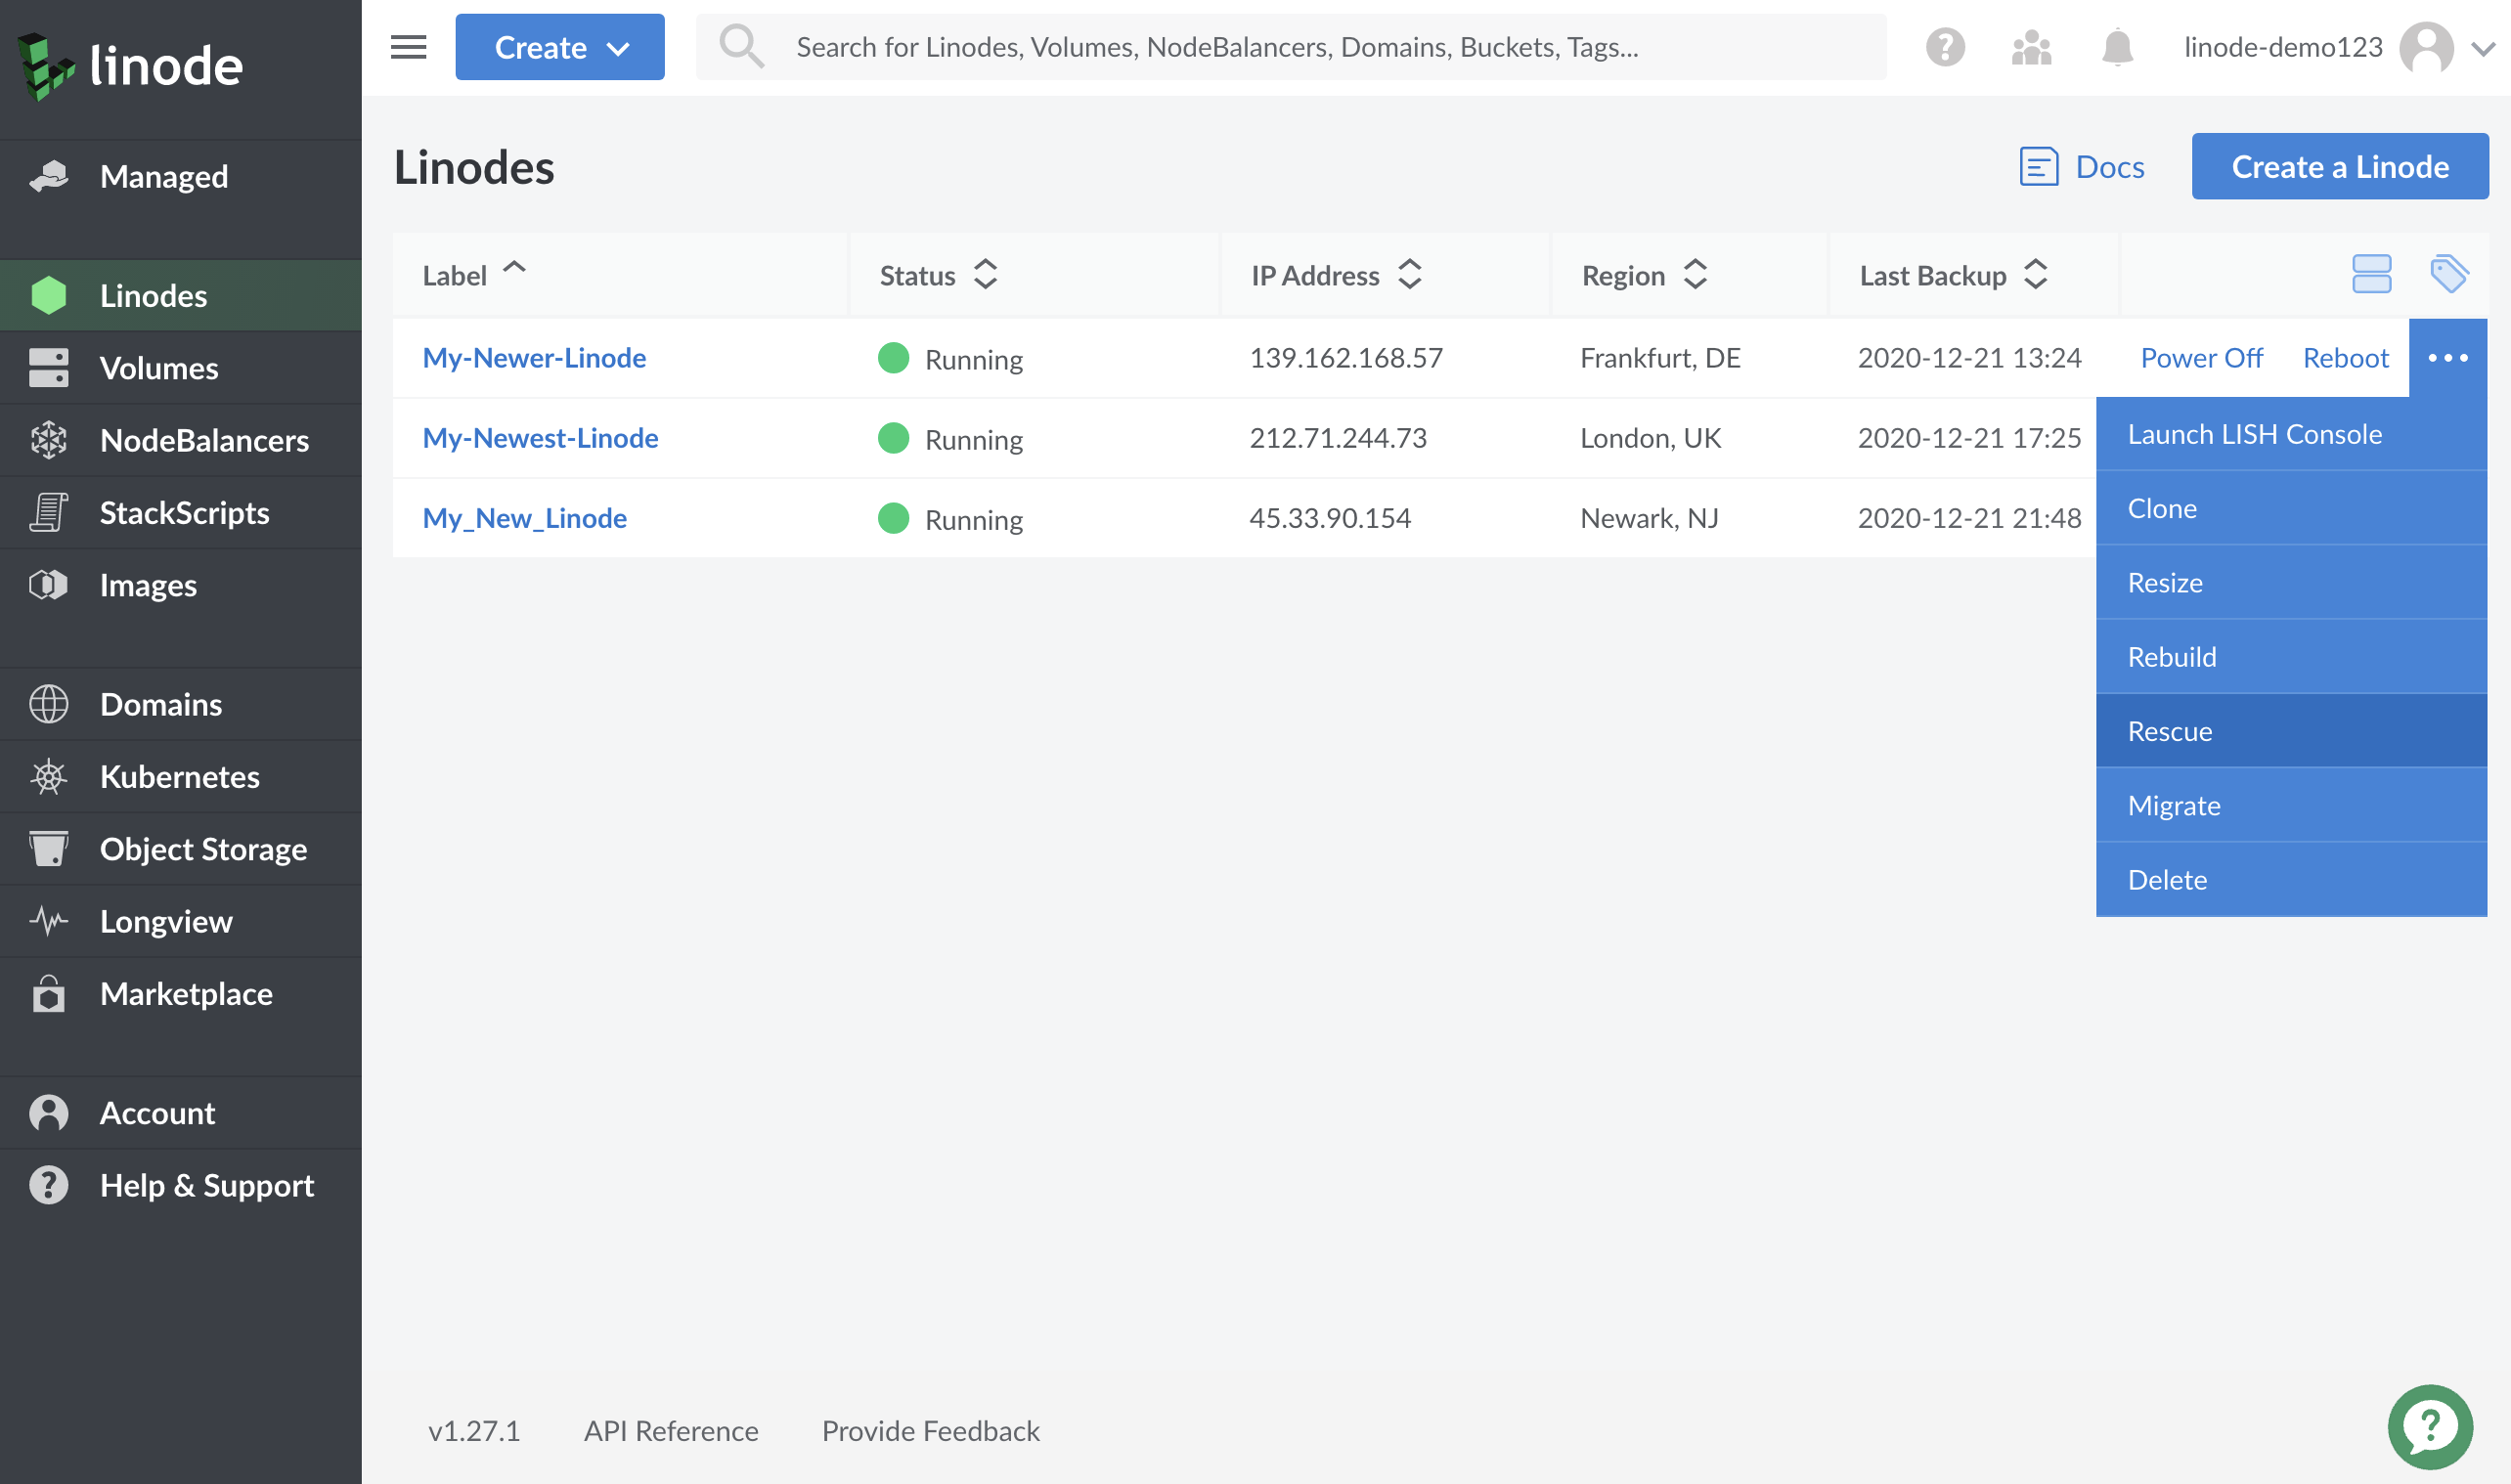 linode
Create
Search for Linodes, Volumes, NodeBalancers, Domains, Buckets, Tags...
linode-demo123
Managed
Linodes
Volumes
NodeBalancers
StackScripts
Images
Domains
Kubernetes
Object Storage
Longview
Marketplace
Account
Help & Support
Linodes
Docs
Create a Linode
Label Status IP Address Region Last Backup
My-Newer-Linode Running 139.162.168.57 Frankfurt, DE 2020-12-21 13:24 Power Off Reboot
My-Newest-Linode Running 212.71.244.73 London, UK 2020-12-21 17:25
My_New_Linode Running 45.33.90.154 Newark, NJ 2020-12-21 21:48
Launch LISH Console
Clone
Resize
Rebuild
Rescue
Migrate
Delete
v1.27.1 API Reference Provide Feedback